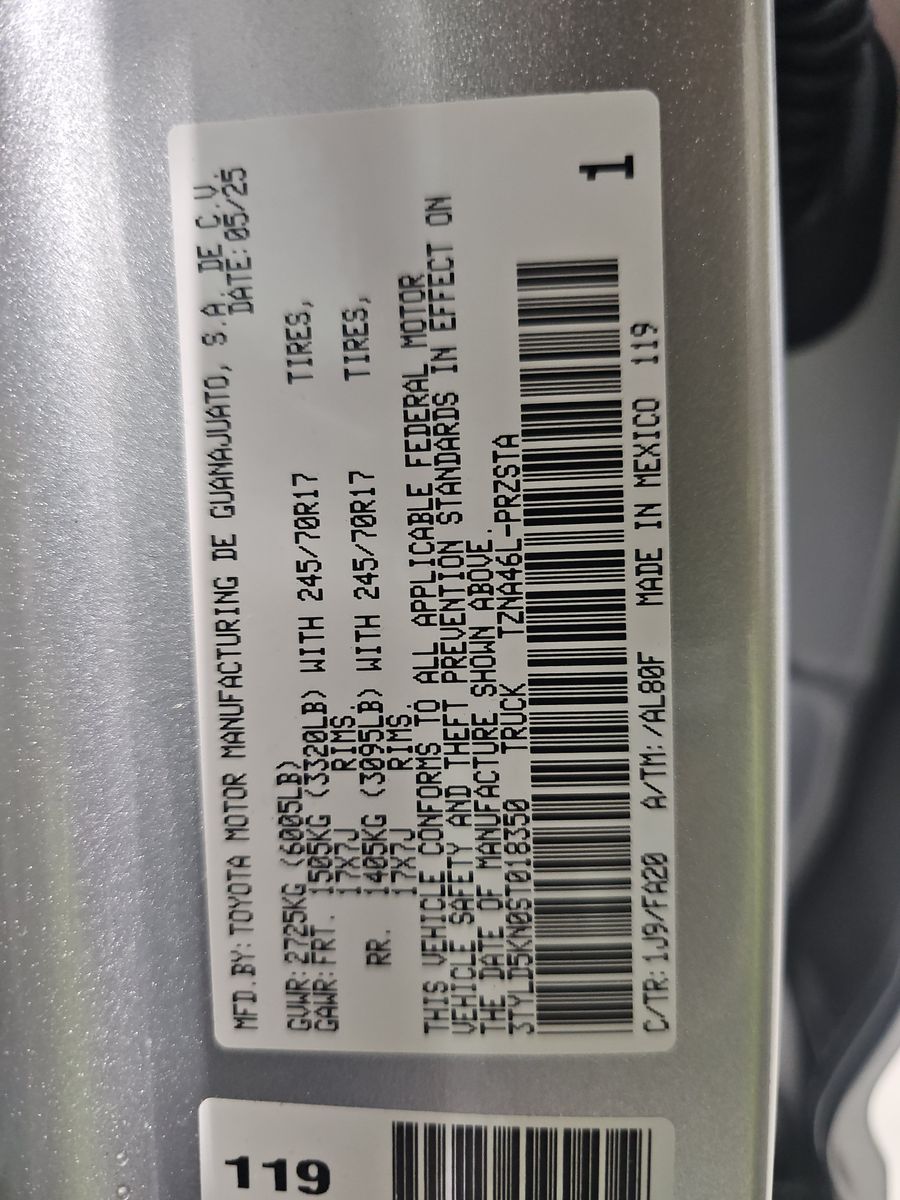 MFD.BY: TOYOTA MOTOR MANUFACTURING DE GUANAJUATO, S.A. DE C.V.
DATE: 05/25
GVWR: 2725KG (6005LB)
GAWR: FRT. 1505KG (3320LB) WITH 245/70R17 TIRES,
17X7J RIMS.
RR. 1405KG (3095LB) WITH 245/70R17 TIRES,
17X7J RIMS.
THIS VEHICLE CONFORMS TO ALL APPLICABLE FEDERAL MOTOR
VEHICLE SAFETY AND THEFT PREVENTION STANDARDS IN EFFECT ON
THE DATE OF MANUFACTURE SHOWN ABOVE.
3TYLD5KN0ST018350 TRUCK TZNA46L-PRZSTA
1
C/TR: 1J9/FA20 A/TM: /AL80F MADE IN MEXICO 119
119